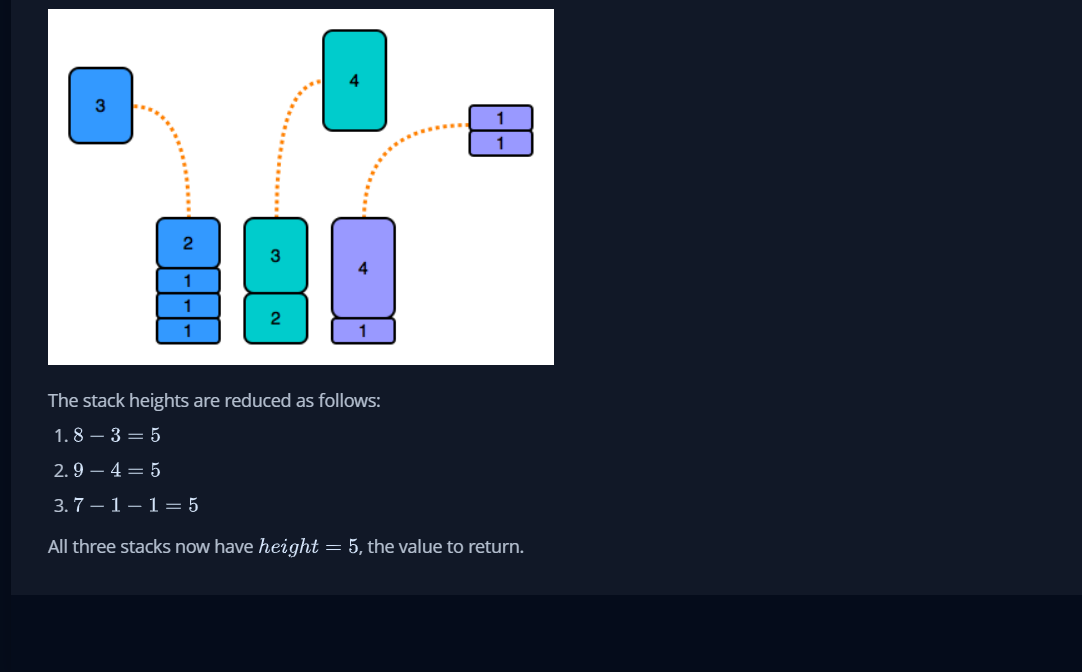 3
4
1
1
2
1
1
1
3
2
4
1
The stack heights are reduced as follows:
1. 8 − 3 = 5
2. 9 − 4 = 5
3. 7 − 1 − 1 = 5
All three stacks now have height = 5, the value to return.